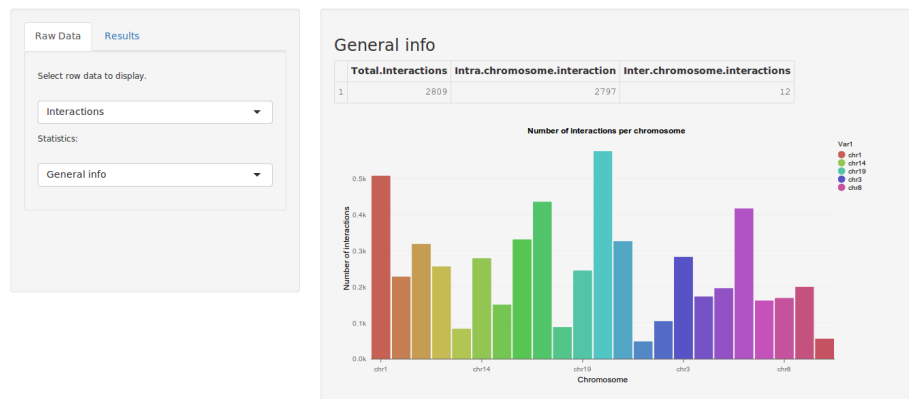 Raw Data Results
Select row data to display.
Interactions
Statistics:
General info
General info
Total.Interactions Intra.chromosome.interaction Inter.chromosome.interactions
1 2809 2797 12
Number of interactions per chromosome
Var1
chr1
chr14
chr19
chr3
chr8
Number of interactions
0.5k
0.4k
0.3k
0.2k
0.1k
0.0k
chr1 chr14 chr19 chr3 chr8
Chromosome